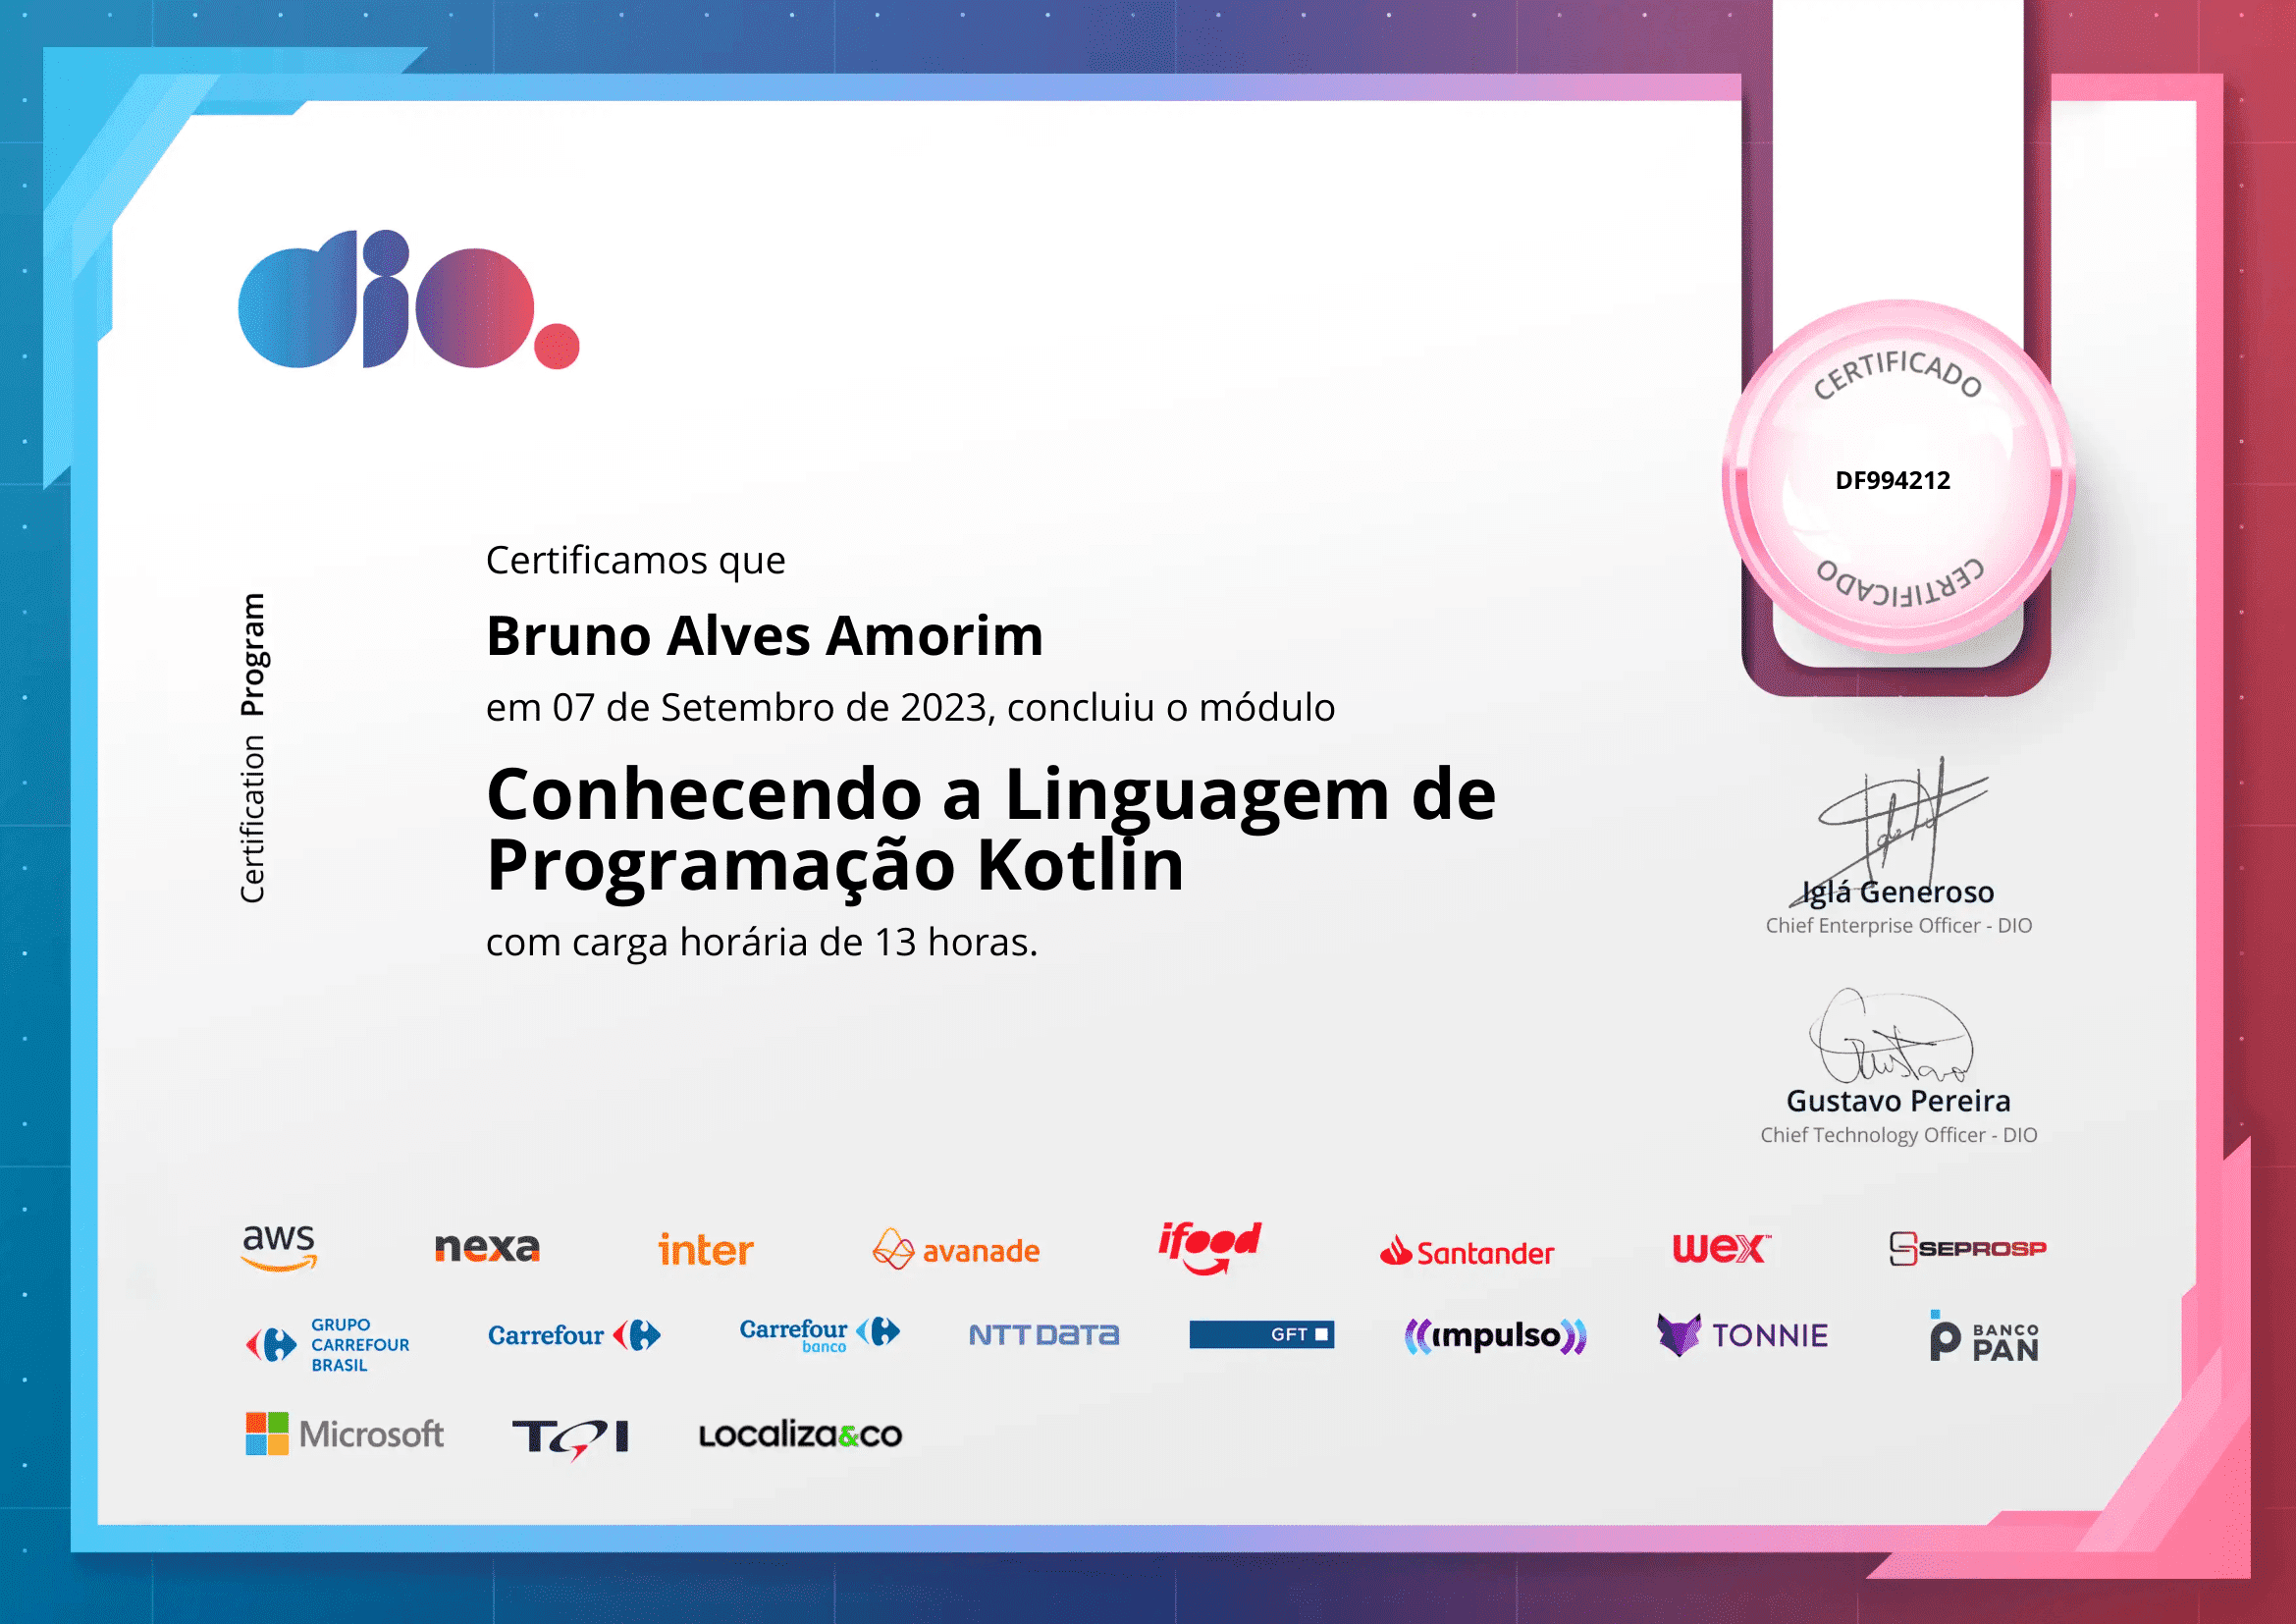 dio.
CERTIFICADO
DF994212
CERTIFICADO
Certification Program
Certificamos que
Bruno Alves Amorim
em 07 de Setembro de 2023, concluiu o módulo
Conhecendo a Linguagem de
Programação Kotlin
com carga horária de 13 horas.
Iglá Generoso
Chief Enterprise Officer - DIO
Gustavo
Gustavo Pereira
Chief Technology Officer - DIO
aws nexa inter avanade ifood Santander wex™ SEPROSP
GRUPO
CARREFOUR
BRASIL
Carrefour
Carrefour
banco
NTT DATA
GFT
impulso
TONNIE
BANCO
PAN
Microsoft TQI Localiza&co